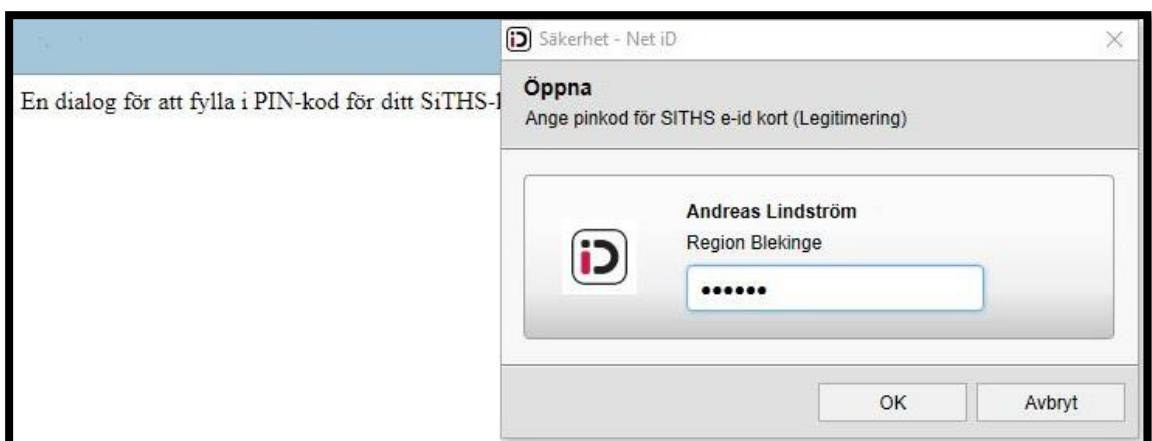 Säkerhet - Net iD
En dialog för att fylla i PIN-kod för ditt SiTHS-
Öppna
Ange pinkod för SITHS e-id kort (Legitimering)
Andreas Lindström
Region Blekinge
iD
••••••
OK
Avbryt